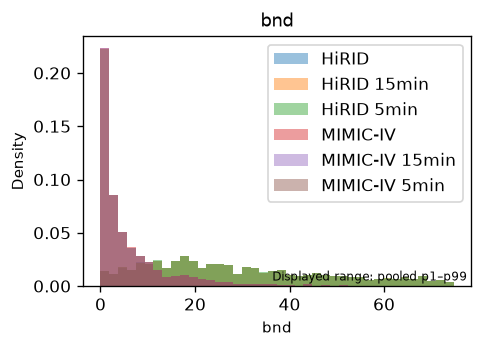 bnd
HiRID
HiRID 15min
HiRID 5min
MIMIC-IV
MIMIC-IV 15min
MIMIC-IV 5min
Density
0.20
0.15
0.10
0.05
0.00
Displayed range: pooled p1–p99
0 20 40 60
bnd